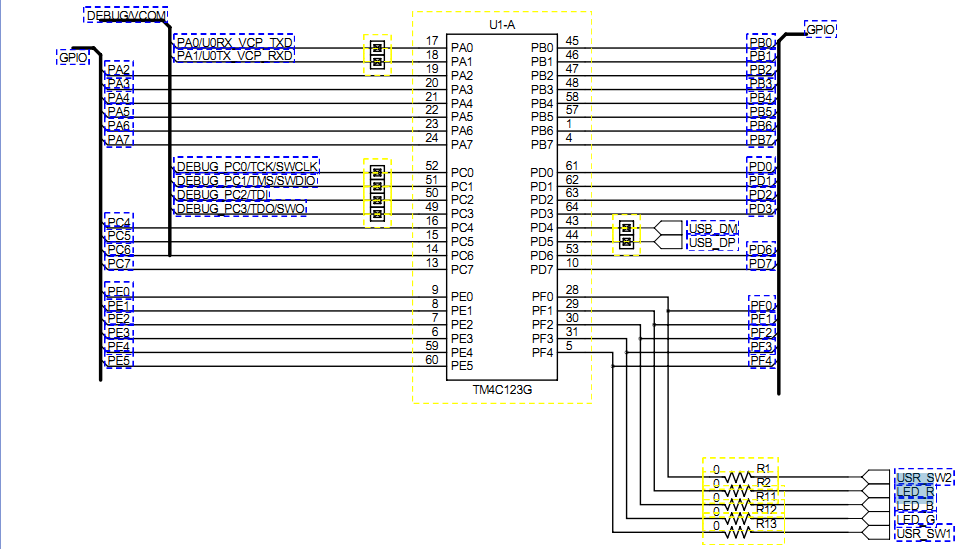 DEBUG/VCOM
U1-A
GPIO
GPIO
PA0/U0RX_VCP_TXD 17 PA0 PB0 45 PB0
PA1/U0TX_VCP_RXD 18 PA1 PB1 46 PB1
PA2 19 PA2 PB2 47 PB2
PA3 20 PA3 PB3 48 PB3
PA4 21 PA4 PB4 58 PB4
PA5 22 PA5 PB5 57 PB5
PA6 23 PA6 PB6 1 PB6
PA7 24 PA7 PB7 4 PB7
DEBUG_PC0/TCK/SWCLK 52 PC0 PD0 61 PD0
DEBUG_PC1/TMS/SWDIO 51 PC1 PD1 62 PD1
DEBUG_PC2/TDI 50 PC2 PD2 63 PD2
DEBUG_PC3/TDO/SWO 49 PC3 PD3 64 PD3
PC4 16 PC4 PD4 43 USB_DM
PC5 15 PC5 PD5 44 USB_DP
PC6 14 PC6 PD6 53 PD6
PC7 13 PC7 PD7 10 PD7
PE0 9 PE0 PF0 28 PF0
PE1 8 PE1 PF1 29 PF1
PE2 7 PE2 PF2 30 PF2
PE3 6 PE3 PF3 31 PF3
PE4 59 PE4 PF4 5 PF4
PE5 60 PE5
TM4C123G
0 R1 USR_SW2
0 R2 LED_R
0 R11 LED_B
0 R12 LED_G
0 R13 USR_SW1